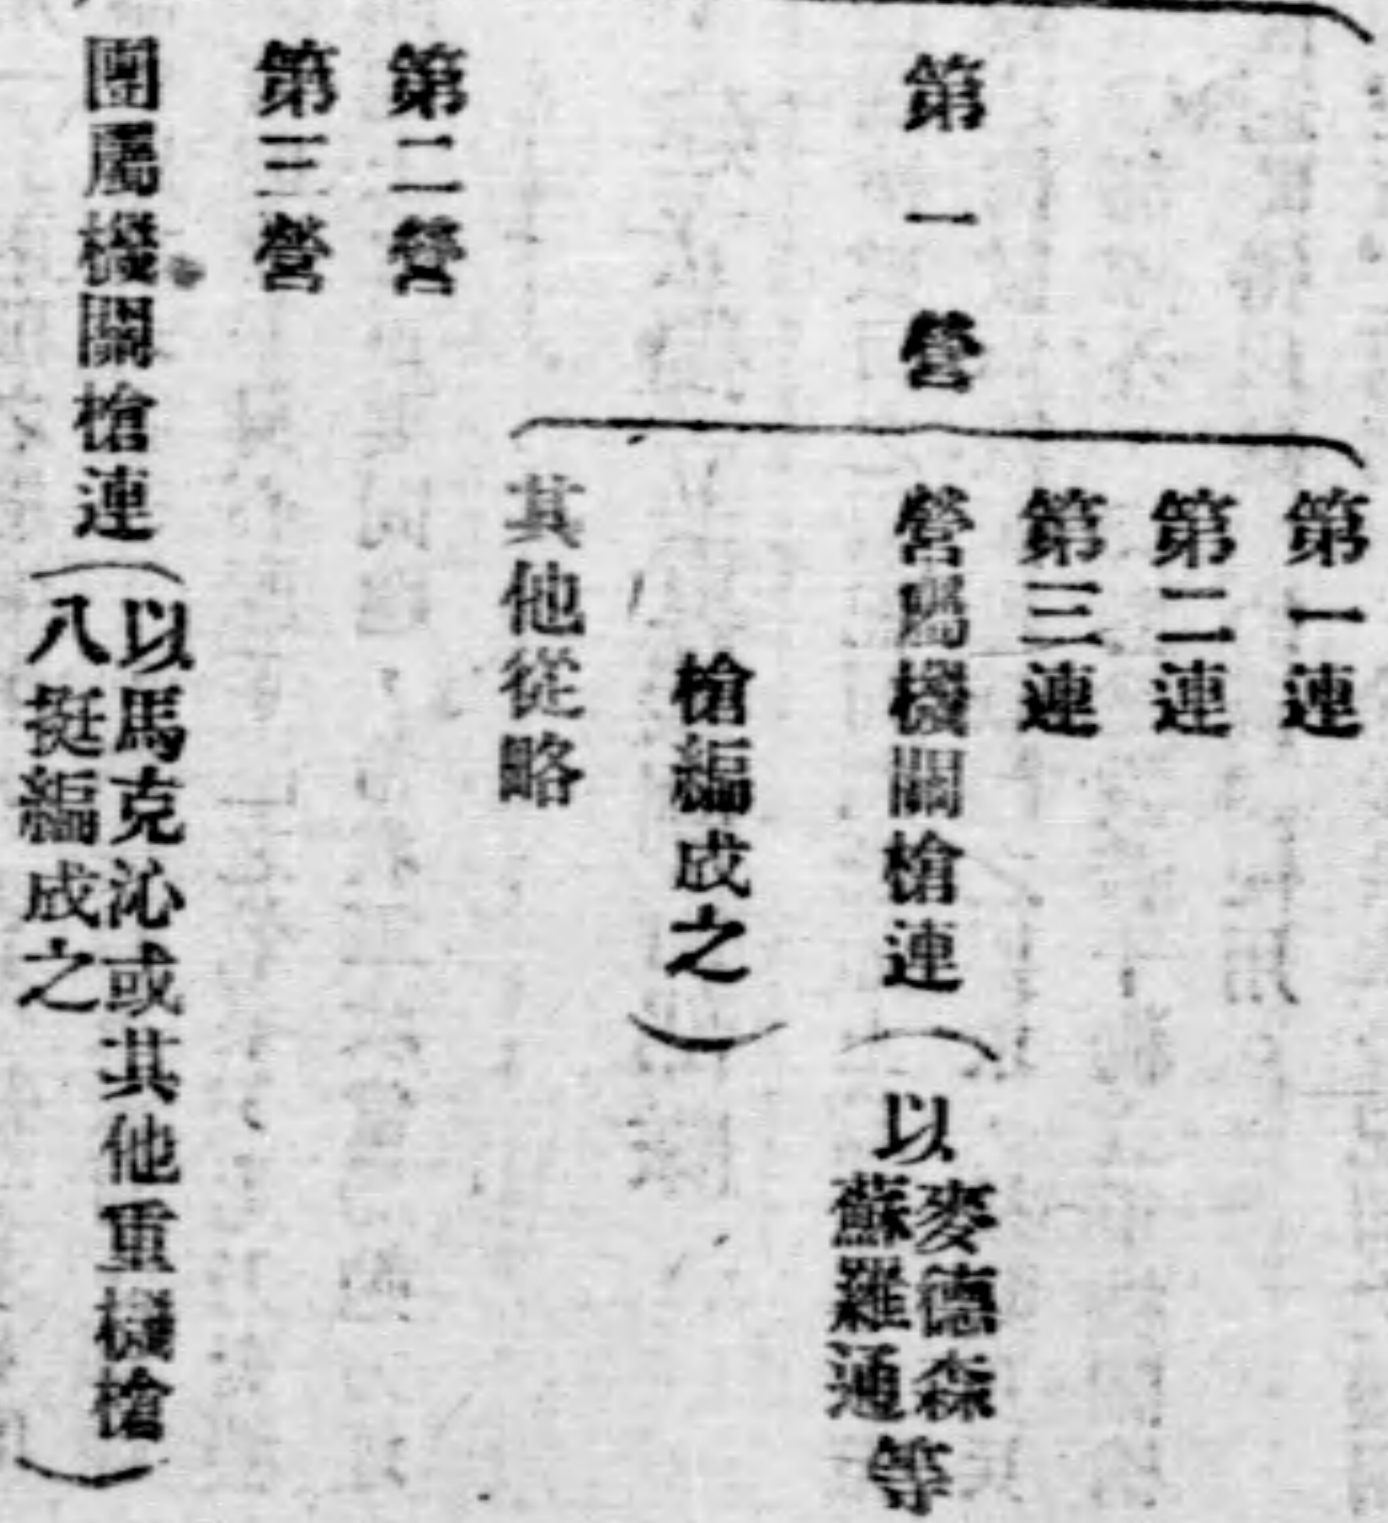 第一營
第一連
第二連
第三連
營屬機關槍連（以麥德森蘇羅通等
槍編成之）
其他從略
第二營
第三營
團屬機關槍連（以馬克沁或其他重機槍
八挺編成之）